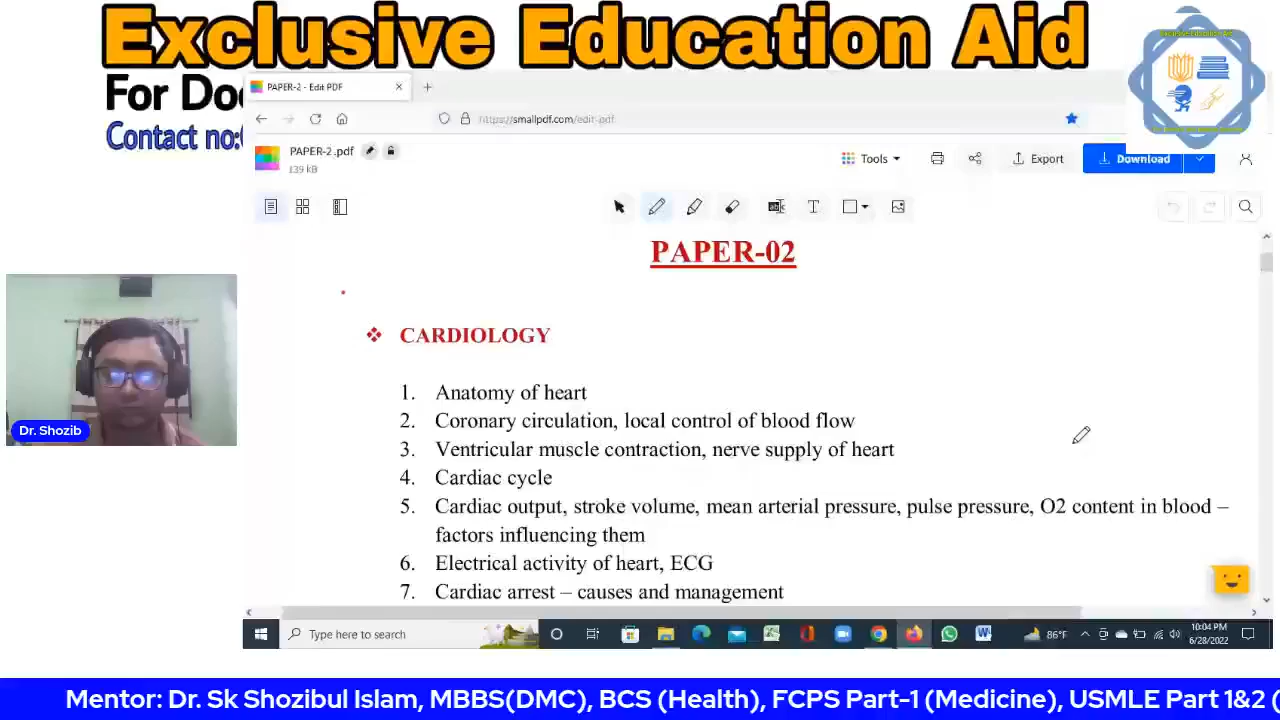 Exclusive Education Aid
For Doc
Contact no:
PAPER-2 - Edit PDF
https://smallpdf.com/edit-pdf
PAPER-2.pdf
139 kB
Tools
Export
Download
PAPER-02
CARDIOLOGY
1. Anatomy of heart
2. Coronary circulation, local control of blood flow
3. Ventricular muscle contraction, nerve supply of heart
4. Cardiac cycle
5. Cardiac output, stroke volume, mean arterial pressure, pulse pressure, O2 content in blood –
factors influencing them
6. Electrical activity of heart, ECG
7. Cardiac arrest – causes and management
Dr. Shozib
Type here to search
86°F
10:04 PM
6/28/2022
Mentor: Dr. Sk Shozibul Islam, MBBS(DMC), BCS (Health), FCPS Part-1 (Medicine), USMLE Part 1&2 (